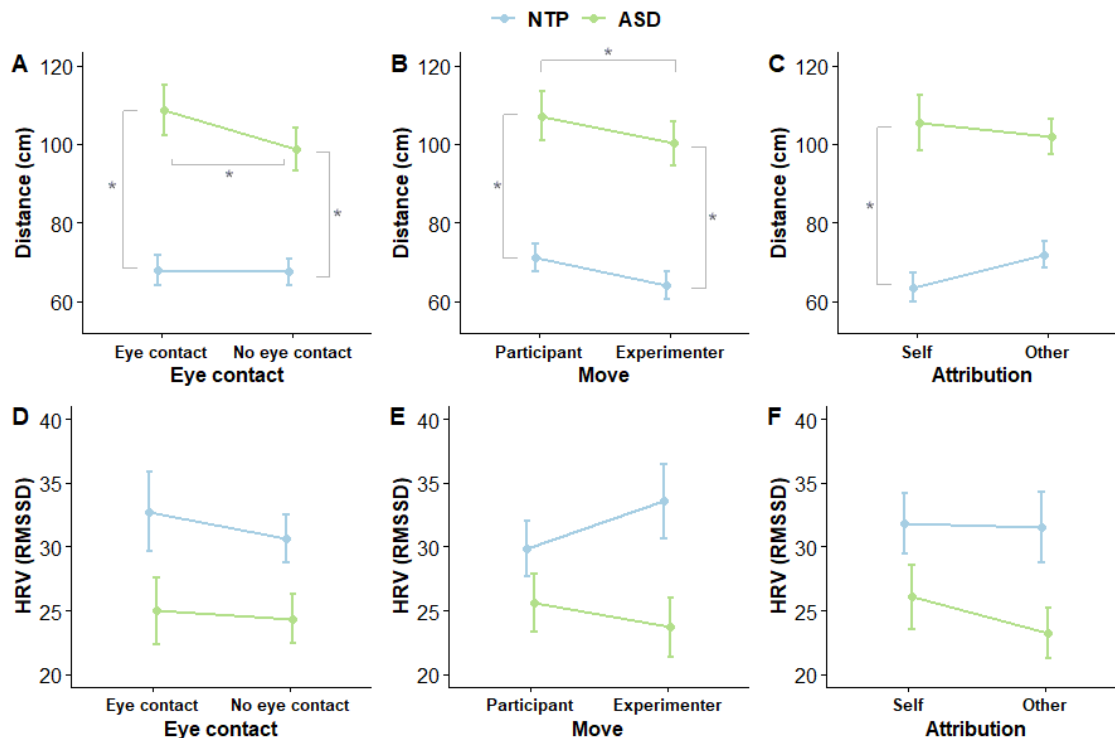 NTP ASD
A
120
100
80
60
Distance (cm)
*
*
*
Eye contact No eye contact
Eye contact
B
120
100
80
60
Distance (cm)
*
*
*
Participant Experimenter
Move
C
120
100
80
60
Distance (cm)
*
Self Other
Attribution
D
40
35
30
25
20
HRV (RMSSD)
Eye contact No eye contact
Eye contact
E
40
35
30
25
20
HRV (RMSSD)
Participant Experimenter
Move
F
40
35
30
25
20
HRV (RMSSD)
Self Other
Attribution